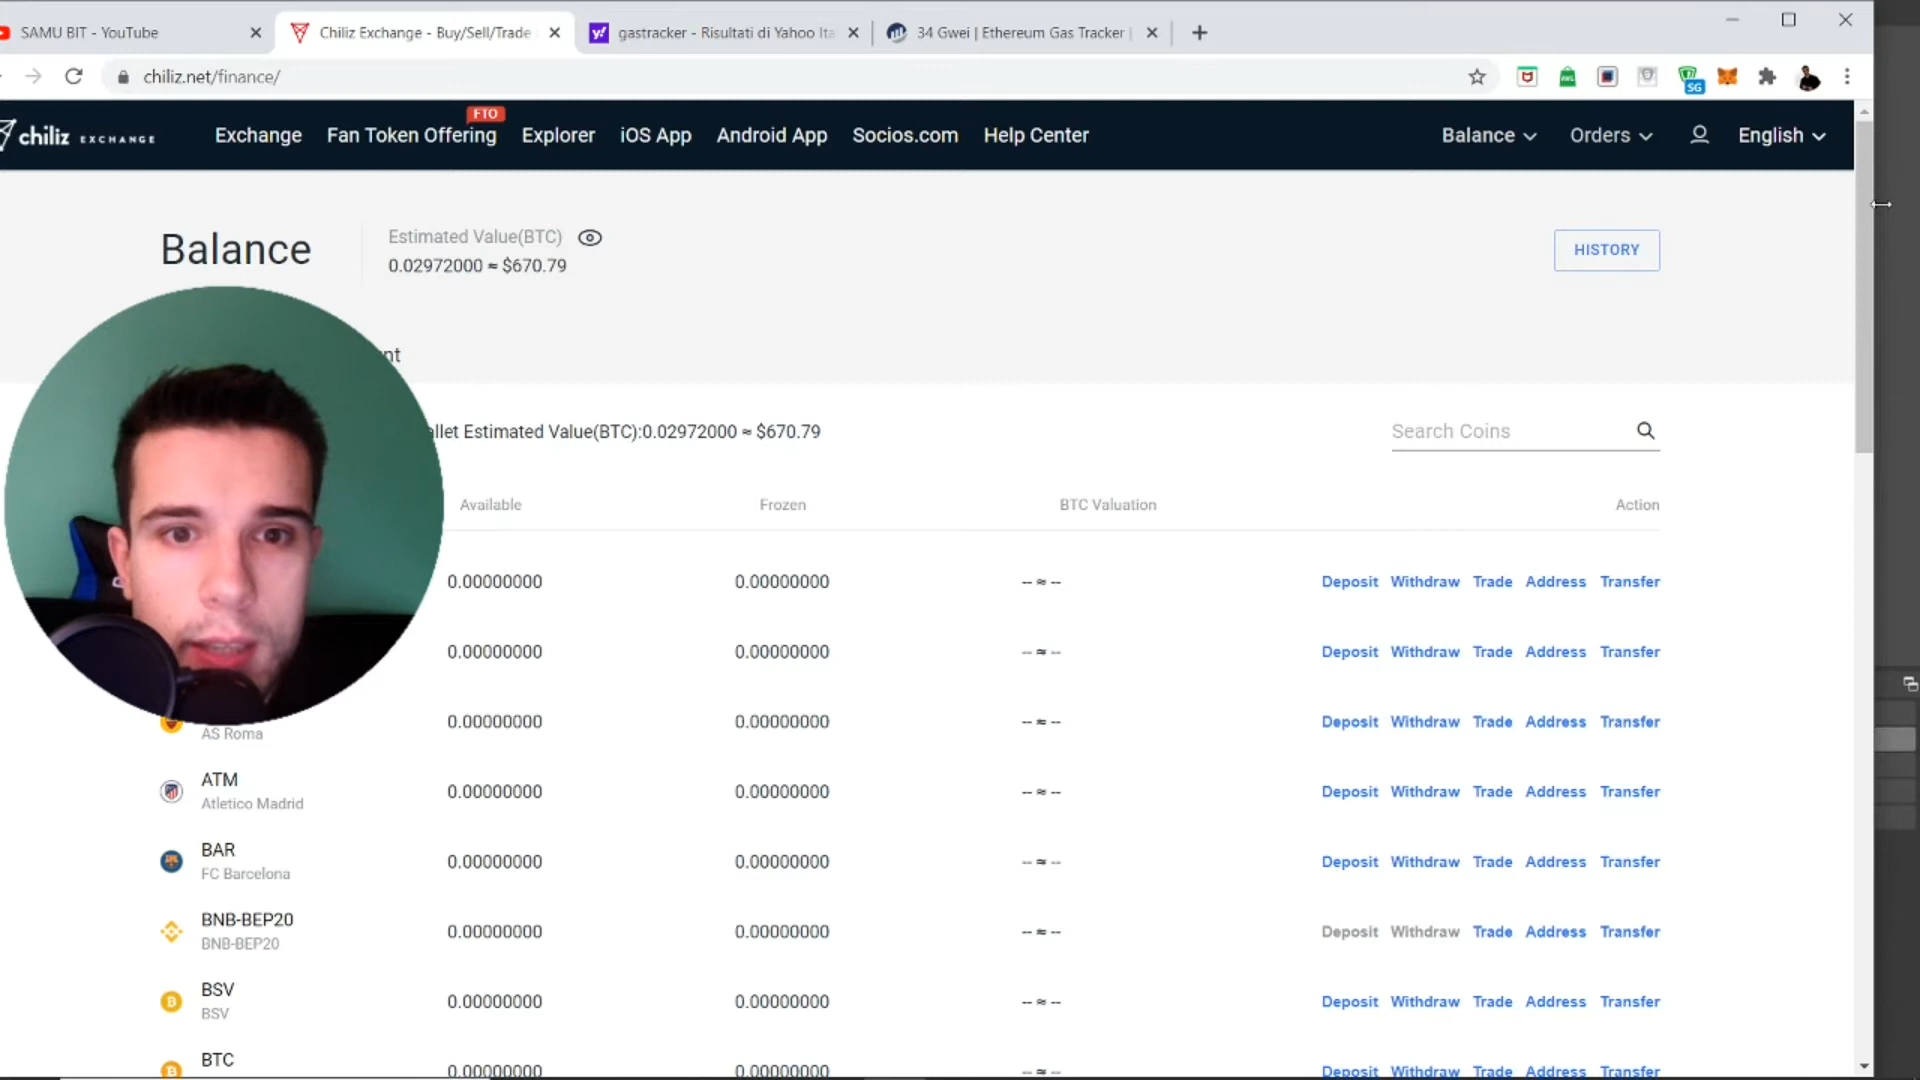 SAMU BIT - YouTube
Chiliz Exchange - Buy/Sell/Trade
gastracker - Risultati di Yahoo Ita
34 Gwei | Ethereum Gas Tracker |
chiliz.net/finance/
SG
chiliz EXCHANGE
Exchange
Fan Token Offering
FTO
Explorer
iOS App
Android App
Socios.com
Help Center
Balance
Orders
English
Balance
Estimated Value(BTC)
0.02972000 ≈ $670.79
HISTORY
nt
allet Estimated Value(BTC):0.02972000 ≈ $670.79
Search Coins
Available Frozen BTC Valuation Action
0.00000000 0.00000000 -- ≈ -- Deposit Withdraw Trade Address Transfer
0.00000000 0.00000000 -- ≈ -- Deposit Withdraw Trade Address Transfer
0.00000000 0.00000000 -- ≈ -- Deposit Withdraw Trade Address Transfer
AS Roma
ATM
0.00000000 0.00000000 -- ≈ -- Deposit Withdraw Trade Address Transfer
Atletico Madrid
BAR
0.00000000 0.00000000 -- ≈ -- Deposit Withdraw Trade Address Transfer
FC Barcelona
BNB-BEP20
0.00000000 0.00000000 -- ≈ -- Deposit Withdraw Trade Address Transfer
BNB-BEP20
BSV
0.00000000 0.00000000 -- ≈ -- Deposit Withdraw Trade Address Transfer
BSV
BTC
0.00000000 0.00000000 -- ≈ -- Deposit Withdraw Trade Address Transfer